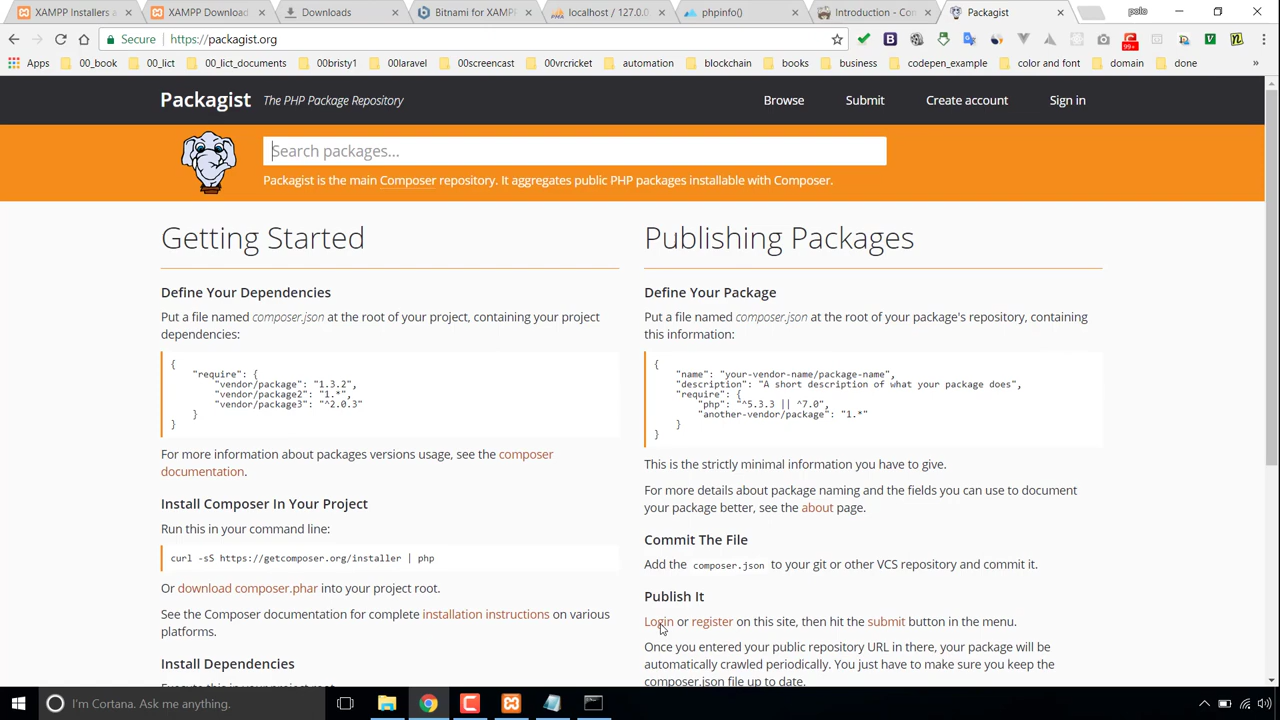 XAMPP Installers a
XAMPP Download
Downloads
Bitnami for XAMPP
localhost / 127.0.0
phpinfo()
Introduction - Co
Packagist
polo
Secure
https://packagist.org
99+
Apps
00_book
00_lict
00_lict_documents
00bristy1
00laravel
00screencast
00vrcricket
automation
blockchain
books
business
codepen_example
color and font
domain
done
Packagist The PHP Package Repository
Browse
Submit
Create account
Sign in
Search packages...
Packagist is the main Composer repository. It aggregates public PHP packages installable with Composer.
Getting Started
Define Your Dependencies
Put a file named composer.json at the root of your project, containing your project
dependencies:
{
"require": {
"vendor/package": "1.3.2",
"vendor/package2": "1.*",
"vendor/package3": "^2.0.3"
}
}
For more information about packages versions usage, see the composer
documentation.
Install Composer In Your Project
Run this in your command line:
curl -sS https://getcomposer.org/installer | php
Or download composer.phar into your project root.
See the Composer documentation for complete installation instructions on various
platforms.
Install Dependencies
Execute this in your project root.
Publishing Packages
Define Your Package
Put a file named composer.json at the root of your package's repository, containing
this information:
{
"name": "your-vendor-name/package-name",
"description": "A short description of what your package does",
"require": {
"php": "^5.3.3 || ^7.0",
"another-vendor/package": "1.*"
}
}
This is the strictly minimal information you have to give.
For more details about package naming and the fields you can use to document
your package better, see the about page.
Commit The File
Add the composer.json to your git or other VCS repository and commit it.
Publish It
Login or register on this site, then hit the submit button in the menu.
Once you entered your public repository URL in there, your package will be
automatically crawled periodically. You just have to make sure you keep the
composer.json file up to date.
I'm Cortana. Ask me anything.